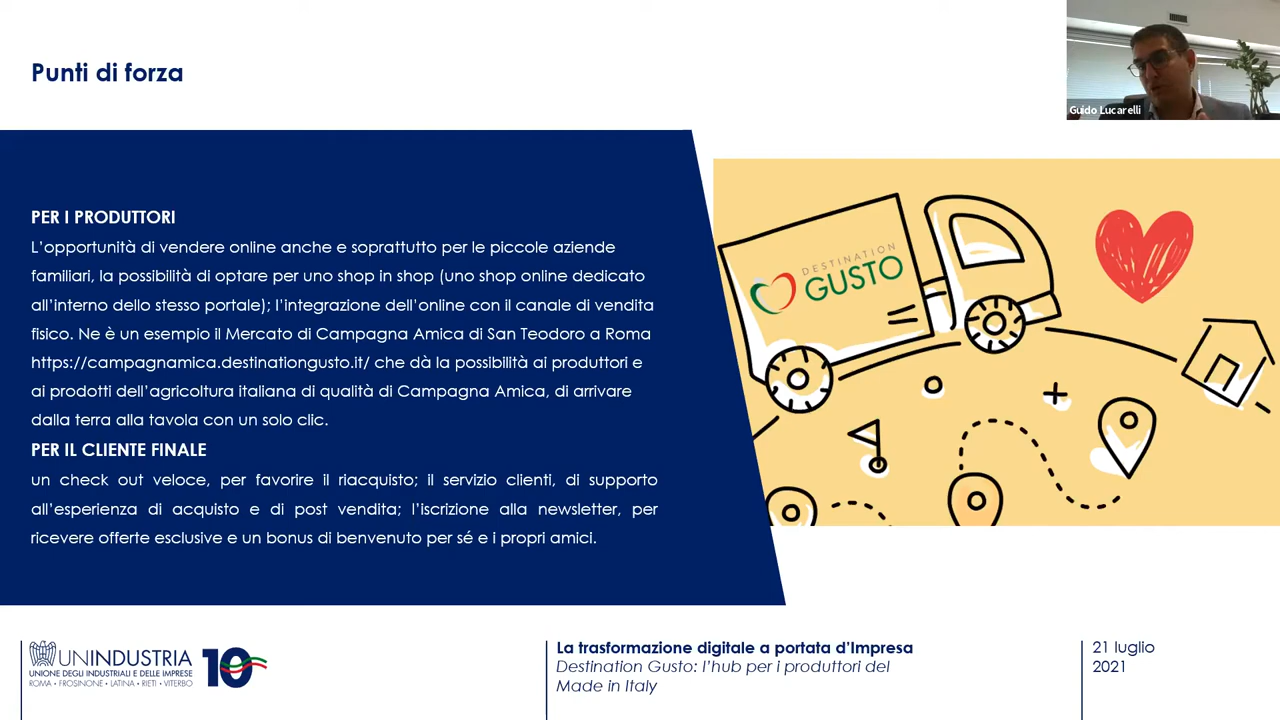 Punti di forza
Guido Lucarelli
PER I PRODUTTORI
L’opportunità di vendere online anche e soprattutto per le piccole aziende
familiari, la possibilità di optare per uno shop in shop (uno shop online dedicato
all’interno dello stesso portale); l’integrazione dell’online con il canale di vendita
fisico. Ne è un esempio il Mercato di Campagna Amica di San Teodoro a Roma
https://campagnamica.destinationgusto.it/ che dà la possibilità ai produttori e
ai prodotti dell’agricoltura italiana di qualità di Campagna Amica, di arrivare
dalla terra alla tavola con un solo clic.
PER IL CLIENTE FINALE
un check out veloce, per favorire il riacquisto; il servizio clienti, di supporto
all’esperienza di acquisto e di post vendita; l’iscrizione alla newsletter, per
ricevere offerte esclusive e un bonus di benvenuto per sé e i propri amici.
DESTINATION
GUSTO
UNINDUSTRIA
UNIONE DEGLI INDUSTRIALI E DELLE IMPRESE
ROMA • FROSINONE • LATINA • RIETI • VITERBO
10
La trasformazione digitale a portata d’Impresa
Destination Gusto: l’hub per i produttori del
Made in Italy
21 luglio
2021